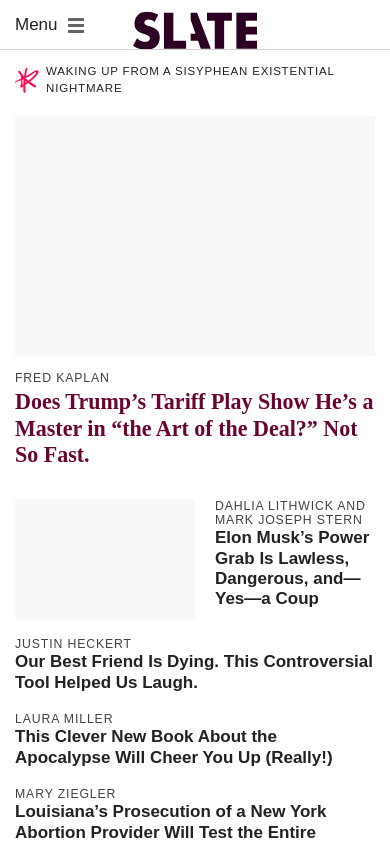 Menu
SLATE
WAKING UP FROM A SISYPHEAN EXISTENTIAL
NIGHTMARE
FRED KAPLAN
Does Trump’s Tariff Play Show He’s a
Master in “the Art of the Deal?” Not
So Fast.
DAHLIA LITHWICK AND
MARK JOSEPH STERN
Elon Musk’s Power
Grab Is Lawless,
Dangerous, and—
Yes—a Coup
JUSTIN HECKERT
Our Best Friend Is Dying. This Controversial
Tool Helped Us Laugh.
LAURA MILLER
This Clever New Book About the
Apocalypse Will Cheer You Up (Really!)
MARY ZIEGLER
Louisiana’s Prosecution of a New York
Abortion Provider Will Test the Entire